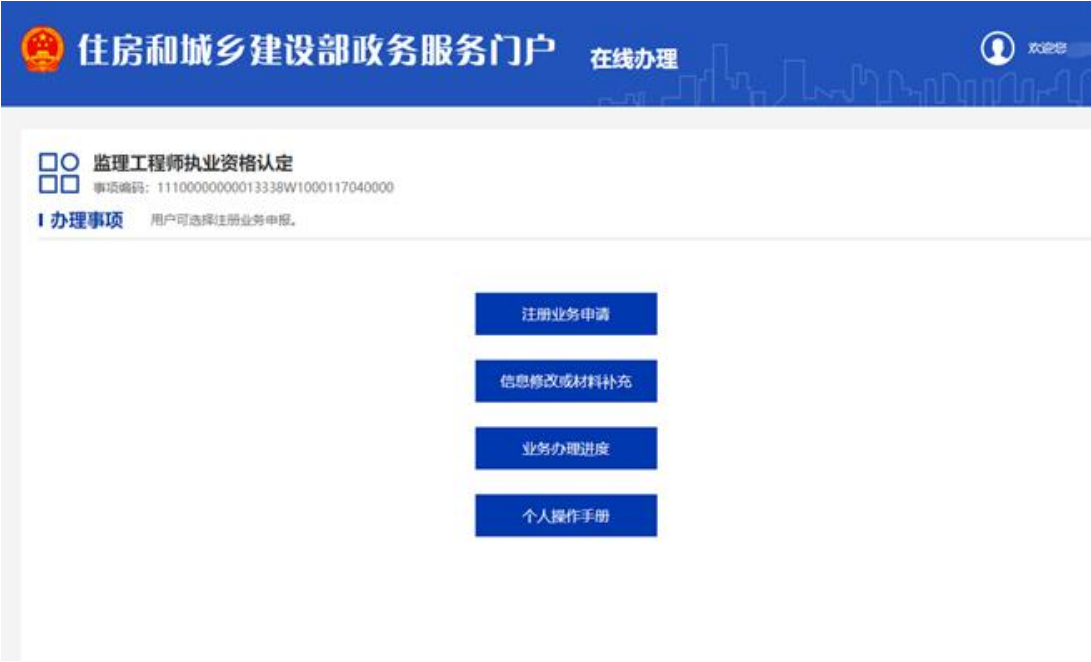 住房和城乡建设部政务服务门户 在线办理 欢迎您
监理工程师执业资格认定
事项编码：11100000000013338W1000117040000
办理事项 用户可选择注册业务申报。
注册业务申请
信息修改或材料补充
业务办理进度
个人操作手册